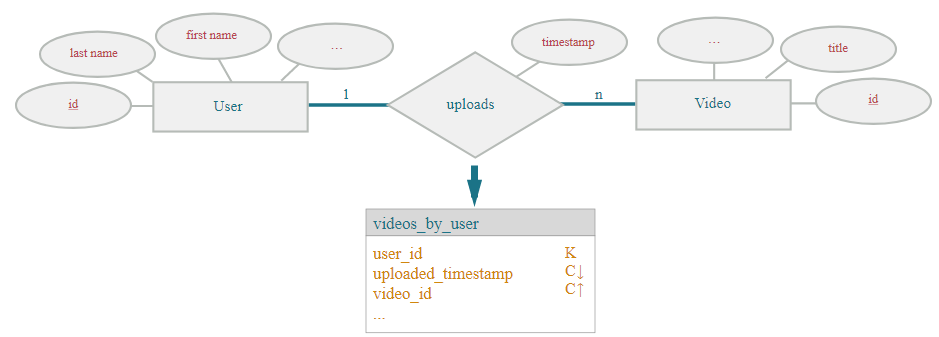 first name
last name
...
timestamp
...
title
id
User
1
uploads
n
Video
id
videos_by_user
user_id K
uploaded_timestamp C↓
video_id C↑
...